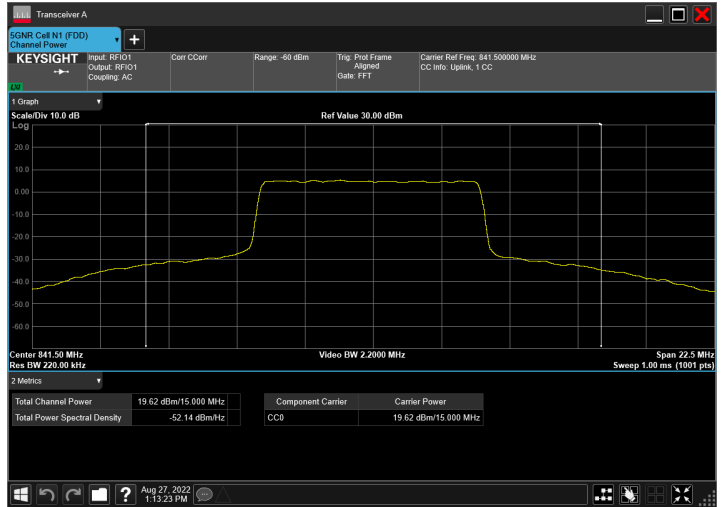 Transceiver A
5GNR Cell N1 (FDD)
Channel Power
KEYSIGHT
Input: RFIO1
Output: RFIO1
Coupling: AC
Corr CCorr
Range: -60 dBm
Trig: Prot Frame
Aligned
Gate: FFT
Carrier Ref Freq: 841.500000 MHz
CC Info: Uplink, 1 CC
LXI
1 Graph
Scale/Div 10.0 dB
Ref Value 30.00 dBm
Log
20.0
10.0
0.00
-10.0
-20.0
-30.0
-40.0
-50.0
-60.0
Center 841.50 MHz
Video BW 2.2000 MHz
Span 22.5 MHz
Res BW 220.00 kHz
Sweep 1.00 ms (1001 pts)
2 Metrics
Total Channel Power 19.62 dBm/15.000 MHz
Total Power Spectral Density -52.14 dBm/Hz
Component Carrier Carrier Power
CC0 19.62 dBm/15.000 MHz
Aug 27, 2022
1:13:23 PM